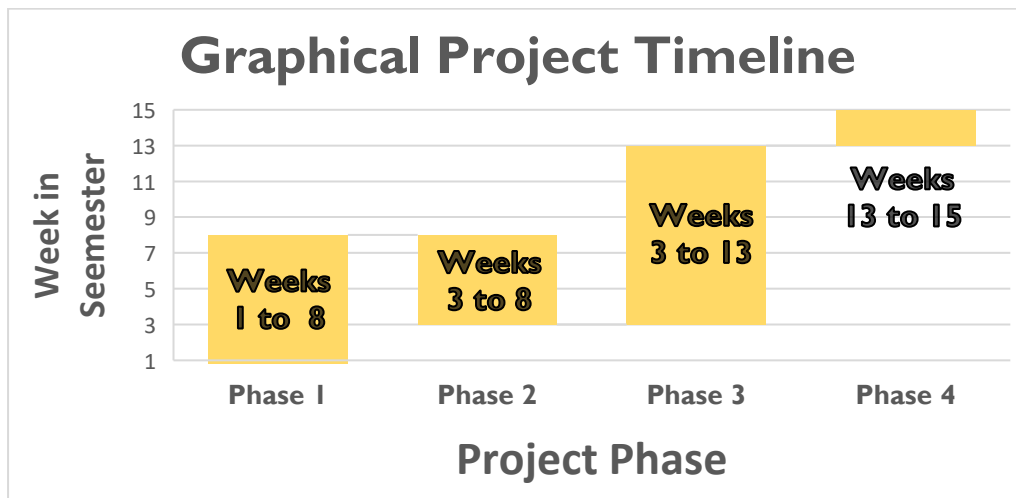 Graphical Project Timeline
Week in
Seemester
15
13
11
9
7
5
3
1
Weeks
1 to 8
Weeks
3 to 8
Weeks
3 to 13
Weeks
13 to 15
Phase 1
Phase 2
Phase 3
Phase 4
Project Phase